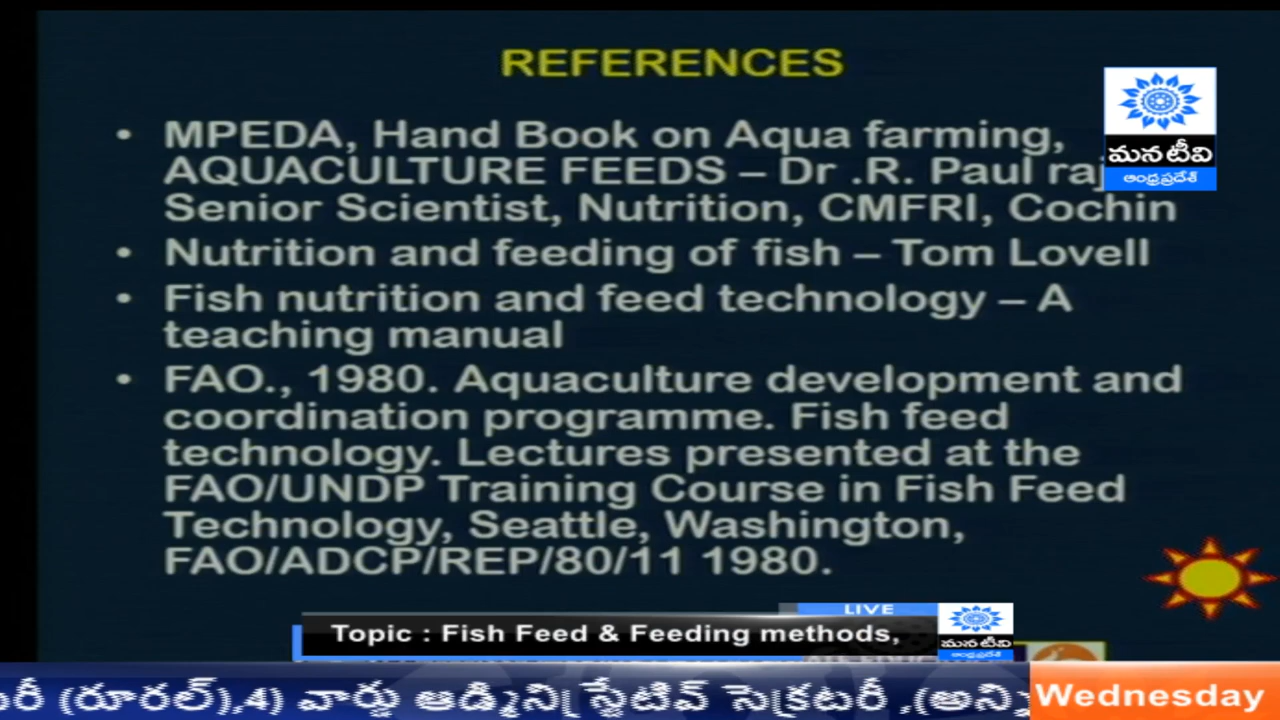 REFERENCES
• MPEDA, Hand Book on Aqua farming,
AQUACULTURE FEEDS – Dr .R. Paul raj
Senior Scientist, Nutrition, CMFRI, Cochin
• Nutrition and feeding of fish – Tom Lovell
• Fish nutrition and feed technology – A
teaching manual
• FAO., 1980. Aquaculture development and
coordination programme. Fish feed
technology. Lectures presented at the
FAO/UNDP Training Course in Fish Feed
Technology, Seattle, Washington,
FAO/ADCP/REP/80/11 1980.
మన టీవి
ఆంధ్రప్రదేశ్
LIVE
Topic : Fish Feed & Feeding methods,
మన టీవి
ఆంధ్రప్రదేశ్
(రూరల్),4) వార్డు ఆడ్మినిస్ట్రేటివ్ సెక్రటరీ
Wednesday